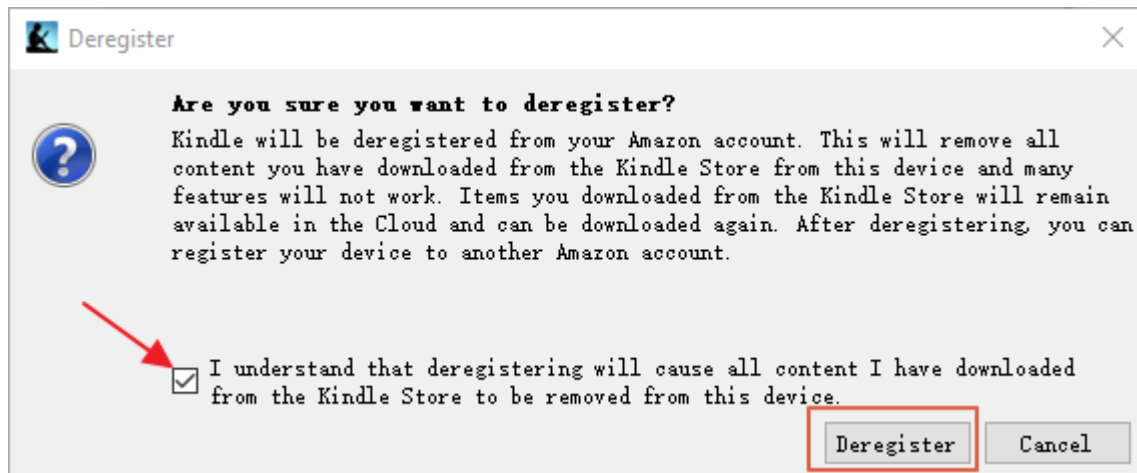 Deregister
Are you sure you want to deregister?
Kindle will be deregistered from your Amazon account. This will remove all
content you have downloaded from the Kindle Store from this device and many
features will not work. Items you downloaded from the Kindle Store will remain
available in the Cloud and can be downloaded again. After deregistering, you can
register your device to another Amazon account.
I understand that deregistering will cause all content I have downloaded
from the Kindle Store to be removed from this device.
Deregister Cancel